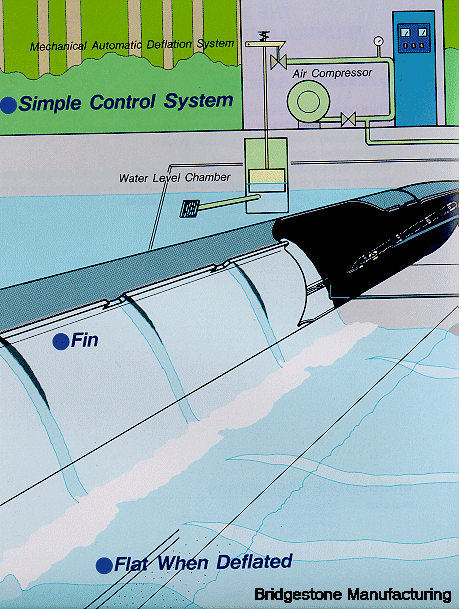 Mechanical Automatic Deflation System
Air Compressor
Simple Control System
Water Level Chamber
Fin
Flat When Deflated
Bridgestone Manufacturing